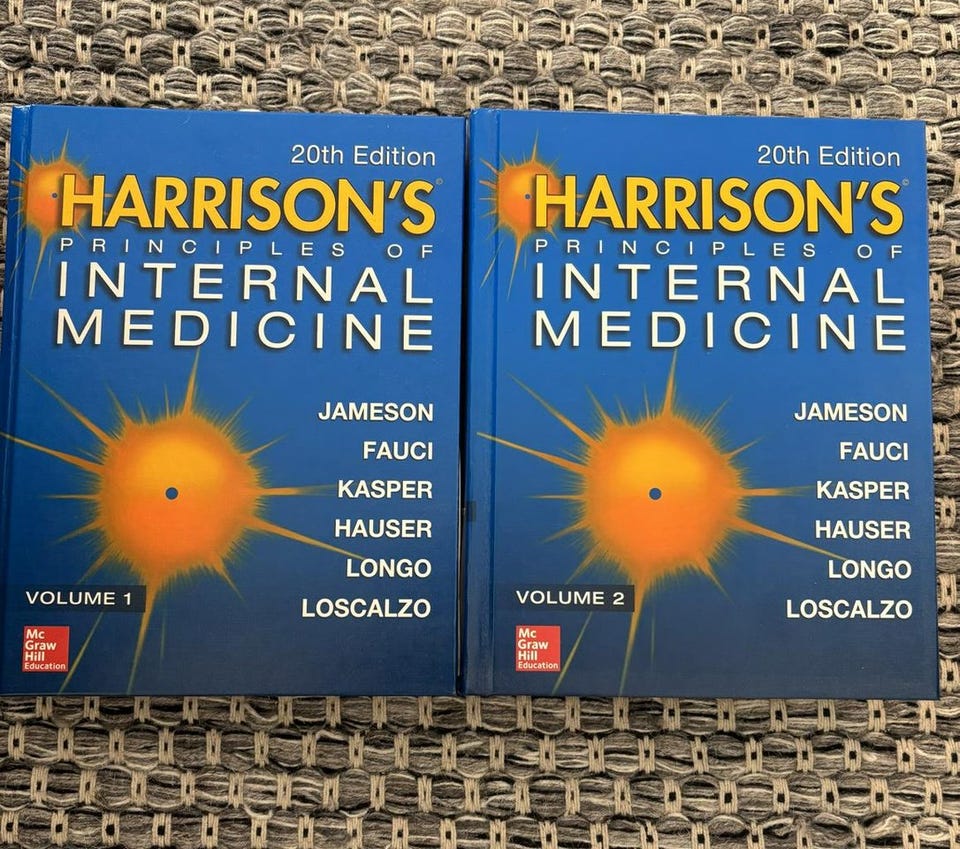 20th Edition
HARRISON'S
PRINCIPLES OF
INTERNAL
MEDICINE
JAMESON
FAUCI
KASPER
HAUSER
LONGO
LOSCALZO
VOLUME 1
Mc
Graw
Hill
Education
20th Edition
HARRISON'S
PRINCIPLES OF
INTERNAL
MEDICINE
JAMESON
FAUCI
KASPER
HAUSER
LONGO
LOSCALZO
VOLUME 2
Mc
Graw
Hill
Education